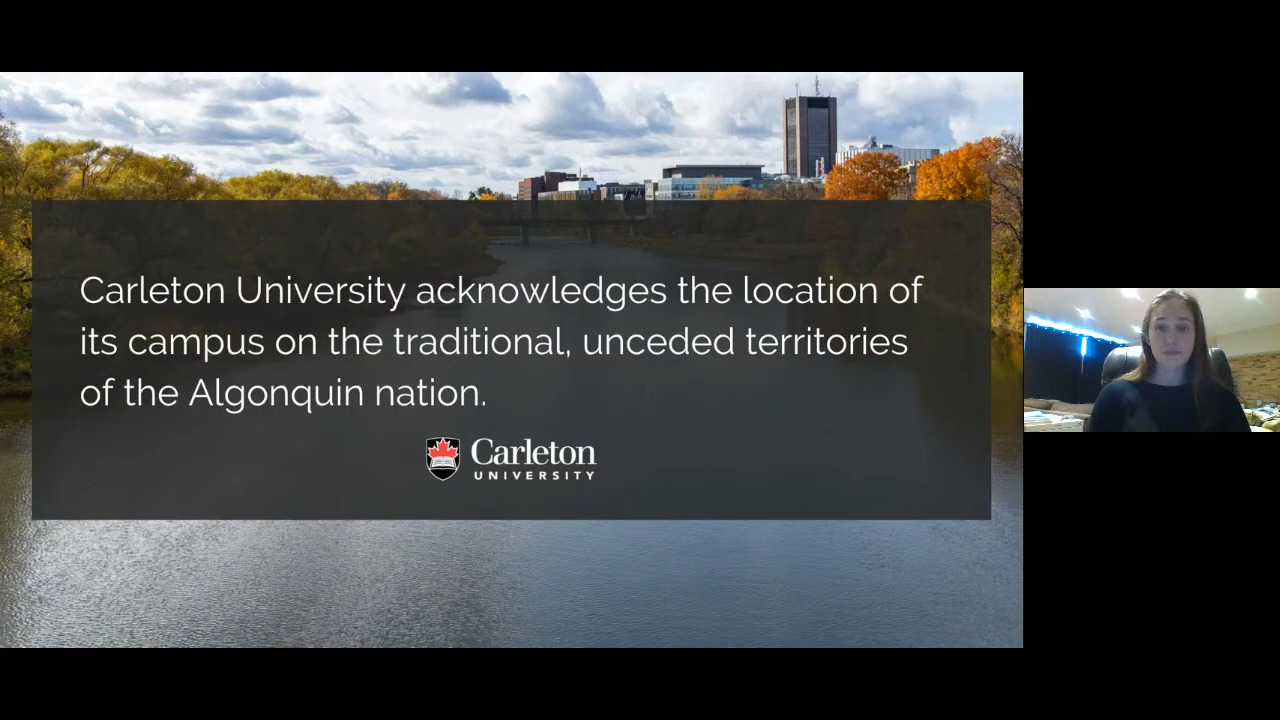 Carleton University acknowledges the location of
its campus on the traditional, unceded territories
of the Algonquin nation.
Carleton
UNIVERSITY